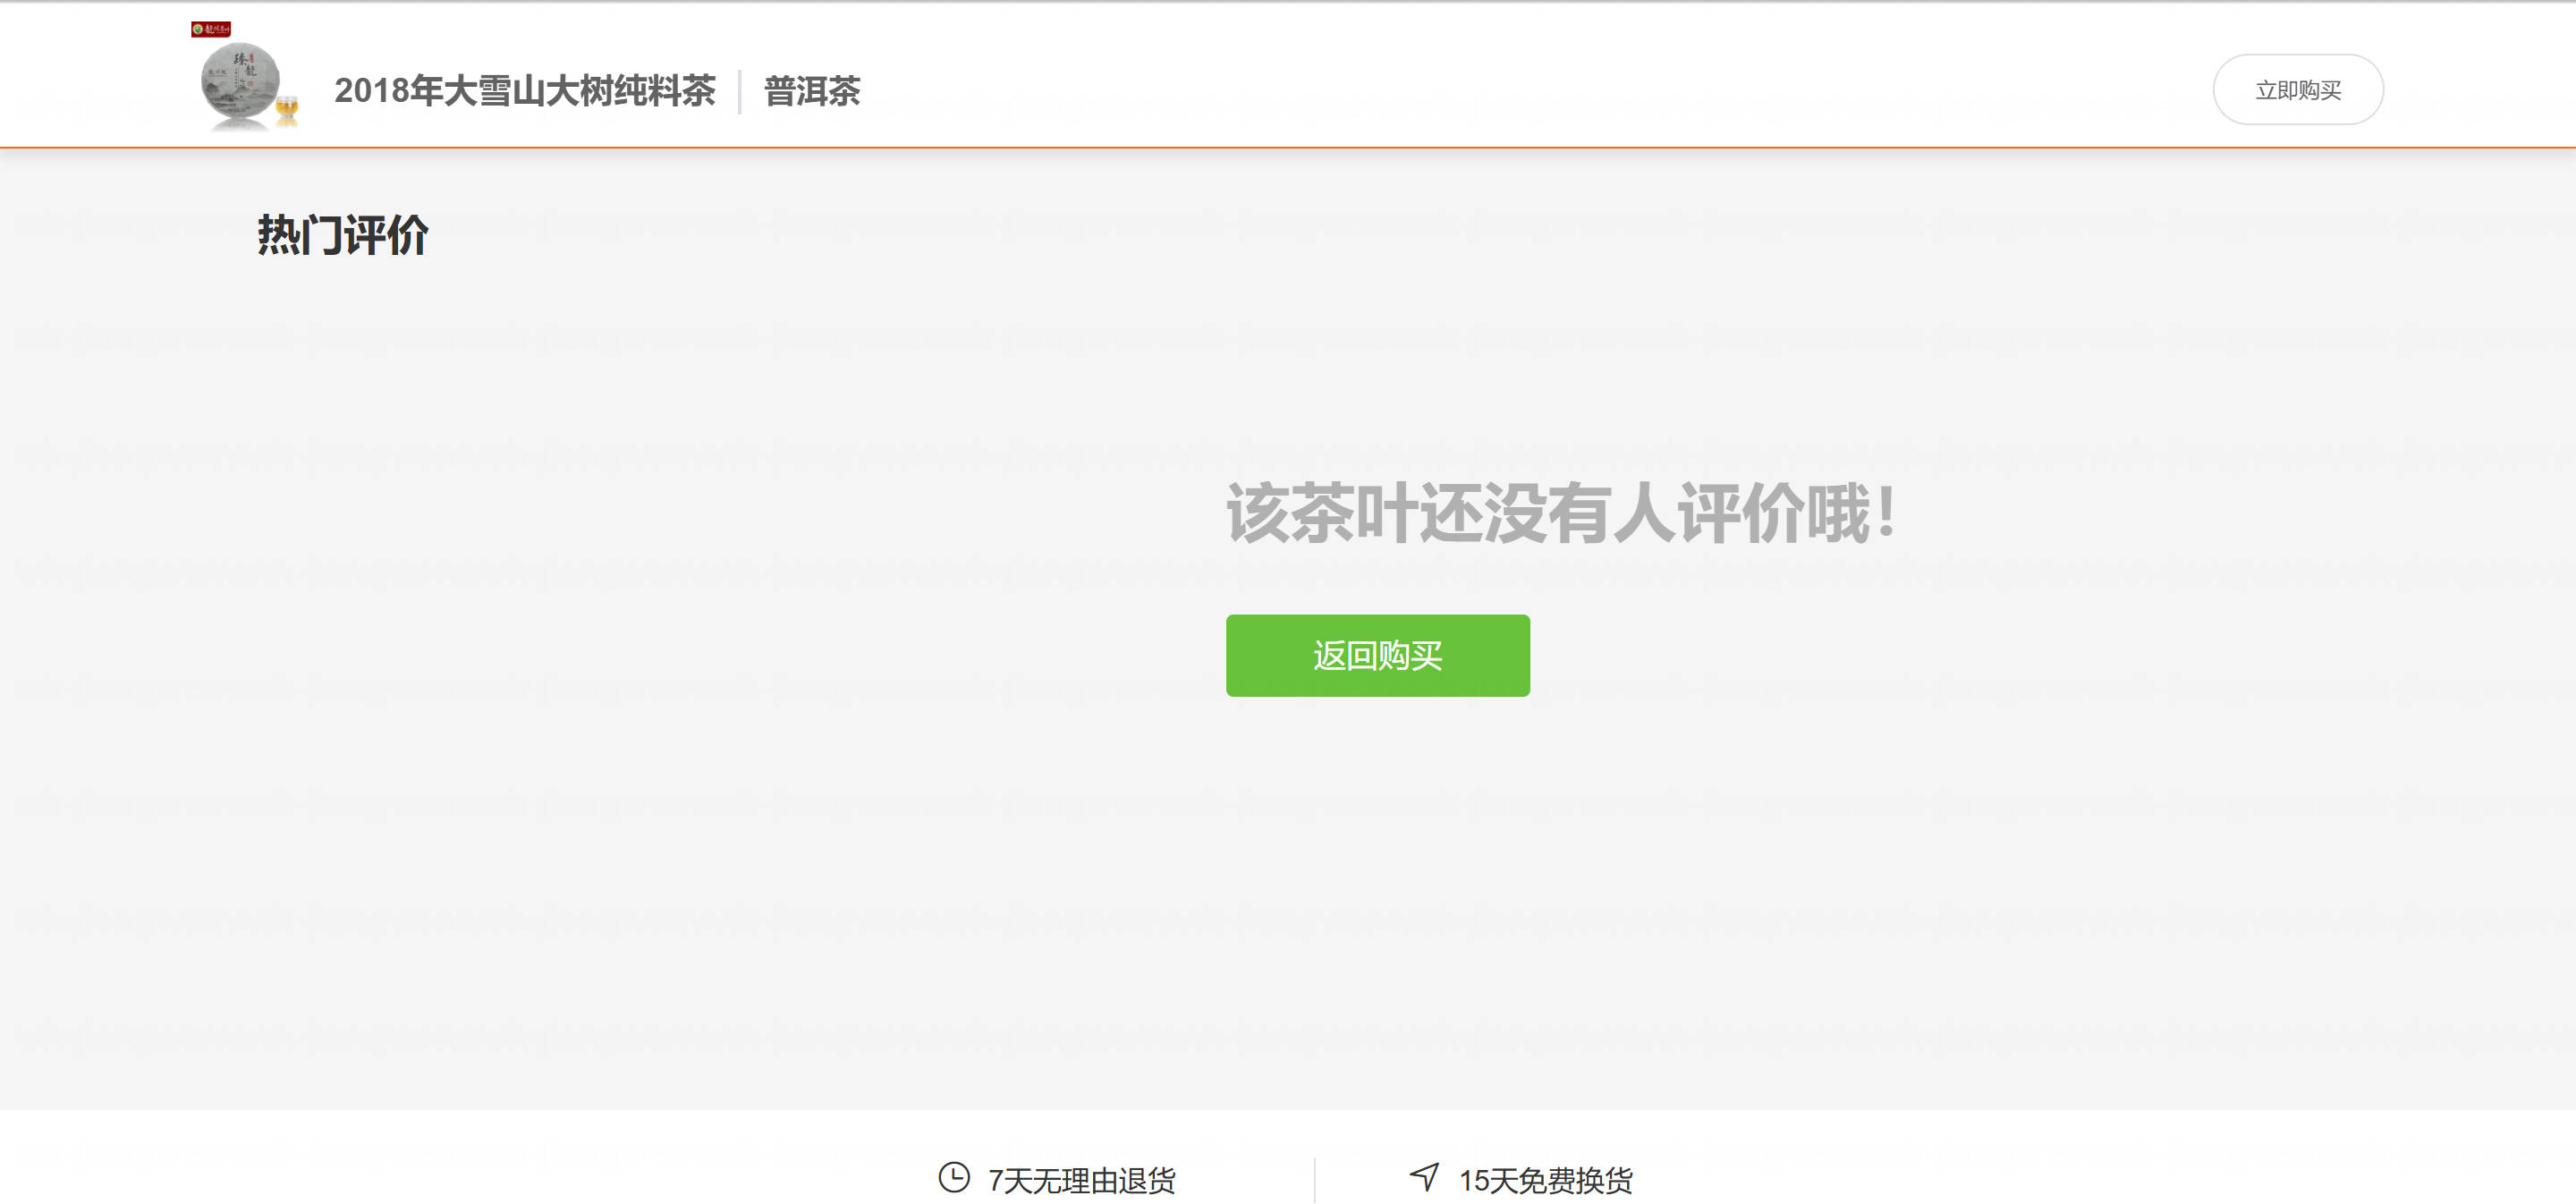 2018年大雪山大树纯料茶 普洱茶
立即购买
热门评价
该茶叶还没有人评价哦！
返回购买
7天无理由退货
15天免费换货